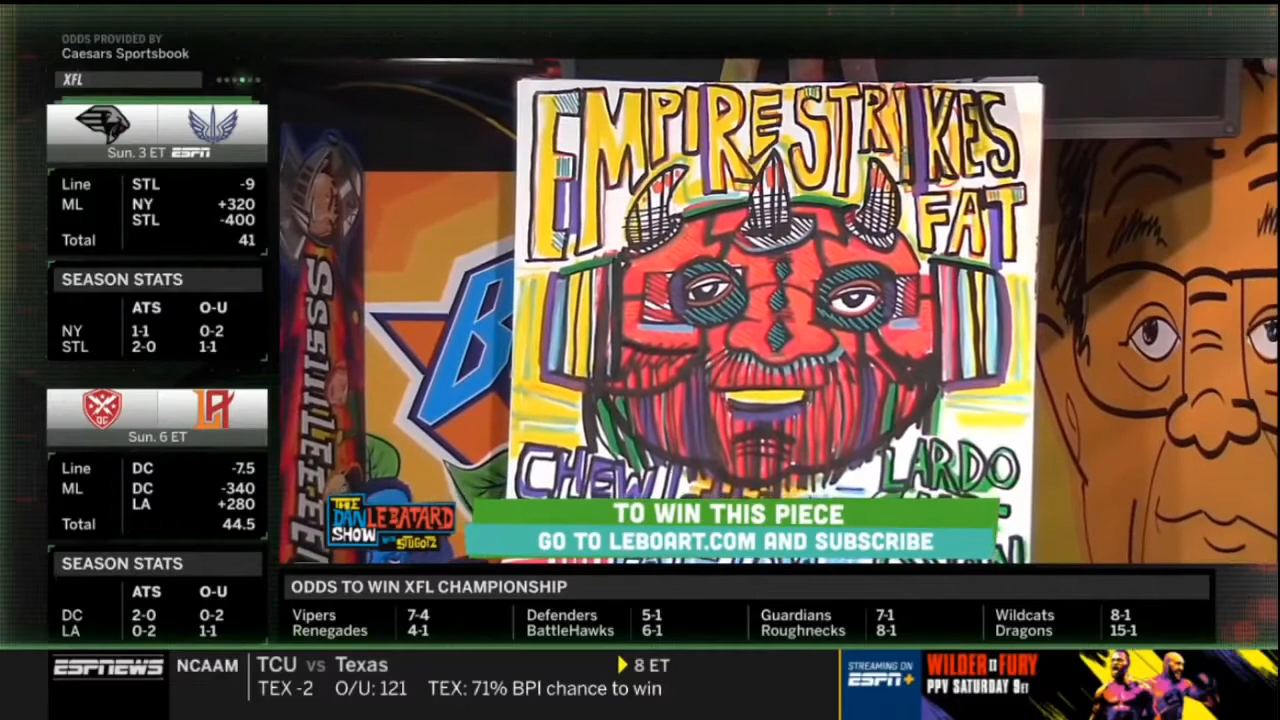 ODDS PROVIDED BY
Caesars Sportsbook
XFL
Sun. 3 ET ESPN
Line STL -9
ML NY +320
STL -400
Total 41
SEASON STATS
ATS O-U
NY 1-1 0-2
STL 2-0 1-1
DC LA
Sun. 6 ET
Line DC -7.5
ML DC -340
LA +280
Total 44.5
SEASON STATS
ATS O-U
DC 2-0 0-2
LA 0-2 1-1
EMPIRE STRIKES
FAT
LARDO
THE
DAN LEBATARD
SHOW WITH STUGOTZ
TO WIN THIS PIECE
GO TO LEBOART.COM AND SUBSCRIBE
ODDS TO WIN XFL CHAMPIONSHIP
Vipers 7-4 Defenders 5-1 Guardians 7-1 Wildcats 8-1
Renegades 4-1 BattleHawks 6-1 Roughnecks 8-1 Dragons 15-1
ESPNEWS NCAAM TCU vs Texas 8 ET
TEX -2 O/U: 121 TEX: 71% BPI chance to win
STREAMING ON
ESPN+
WILDER II FURY
PPV SATURDAY 9ET